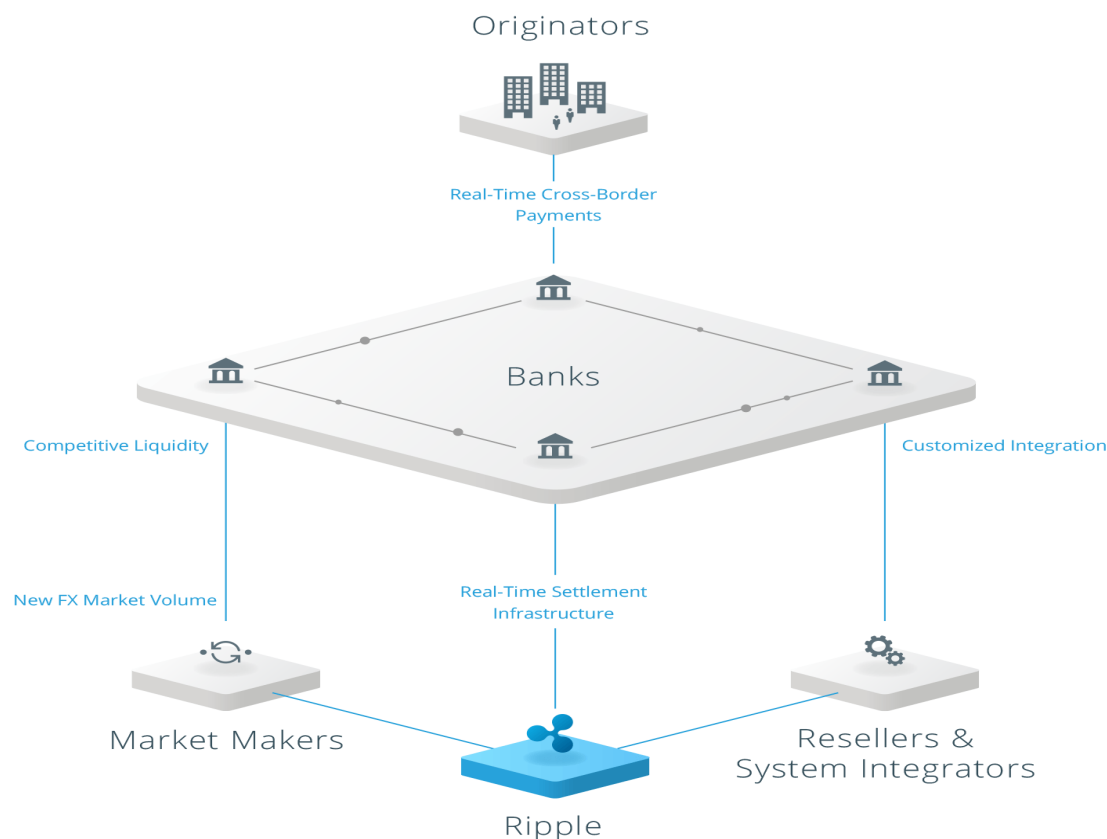 Originators
Real-Time Cross-Border
Payments
Banks
Competitive Liquidity
Customized Integration
New FX Market Volume
Real-Time Settlement
Infrastructure
Market Makers
Resellers &
System Integrators
Ripple